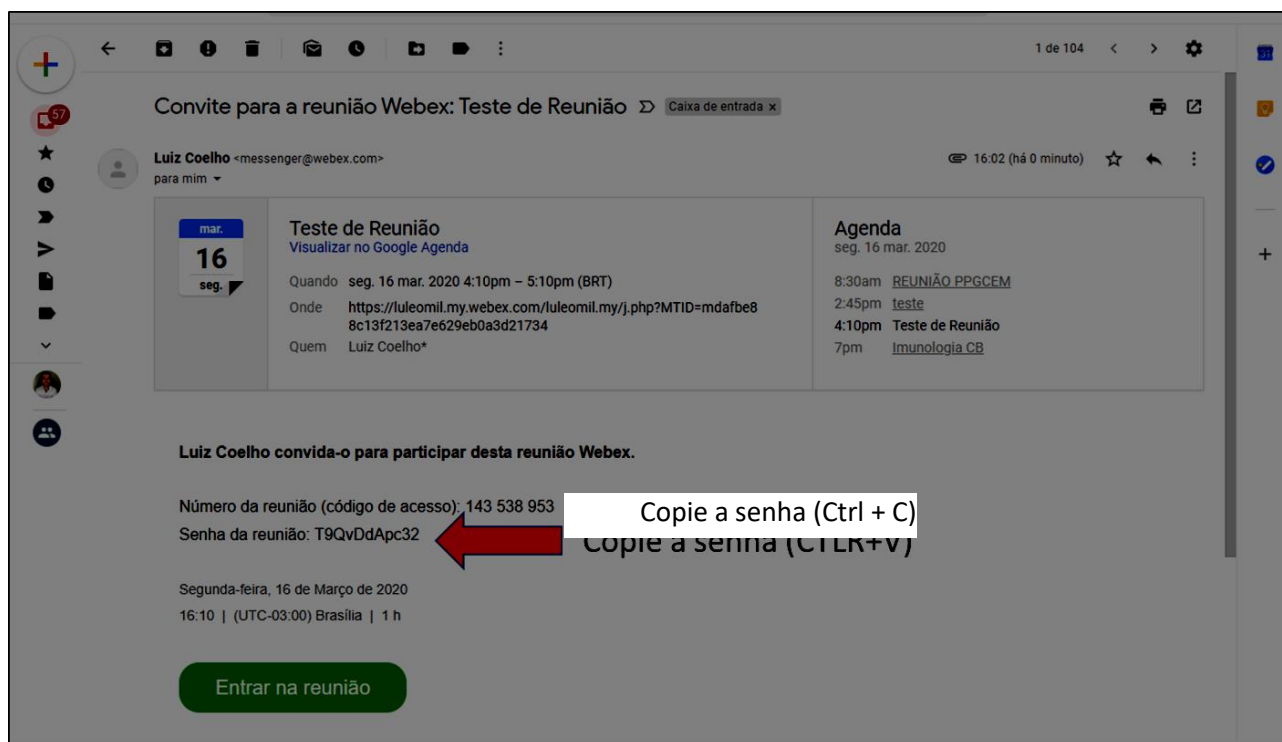 1 de 104
Convite para a reunião Webex: Teste de Reunião Caixa de entrada x
57
Luiz Coelho <messenger@webex.com> 16:02 (há 0 minuto)
para mim
mar.
16
seg.
Teste de Reunião
Visualizar no Google Agenda
Quando seg. 16 mar. 2020 4:10pm – 5:10pm (BRT)
Onde https://luleomil.my.webex.com/luleomil.my/j.php?MTID=mdafbe8
8c13f213ea7e629eb0a3d21734
Quem Luiz Coelho*
Agenda
seg. 16 mar. 2020
8:30am REUNIÃO PPGCEM
2:45pm teste
4:10pm Teste de Reunião
7pm Imunologia CB
31
Luiz Coelho convida-o para participar desta reunião Webex.
Número da reunião (código de acesso): 143 538 953
Copie a senha (Ctrl + C)
Senha da reunião: T9QvDdApc32
Copie a senha (CTLR+V)
Segunda-feira, 16 de Março de 2020
16:10 | (UTC-03:00) Brasília | 1 h
Entrar na reunião